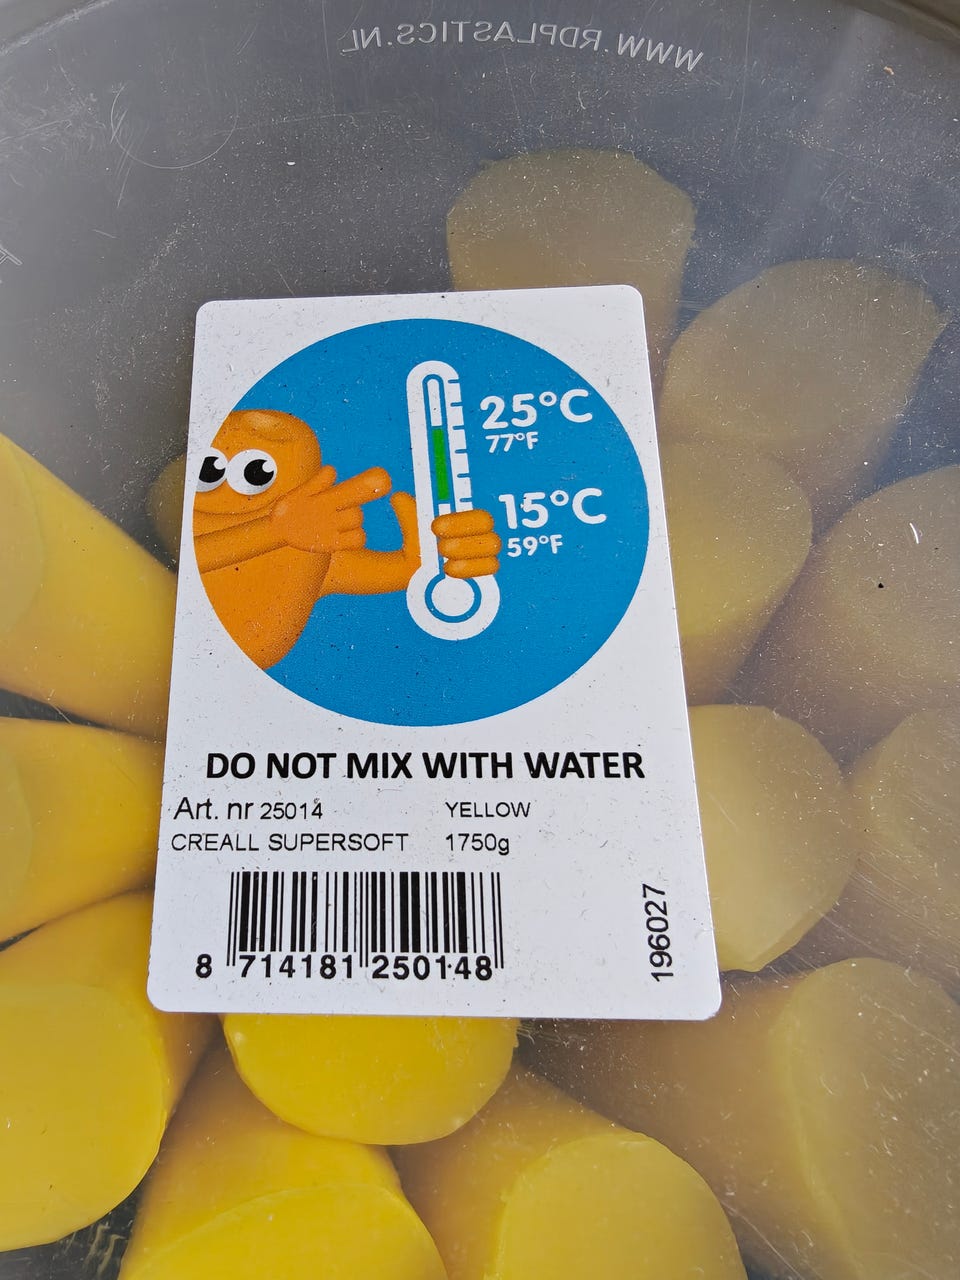 WWW.RDPLASTICS.NL
25°C
77°F
15°C
59°F
DO NOT MIX WITH WATER
Art. nr 25014 YELLOW
CREALL SUPERSOFT 1750g
8 714181 250148
196027